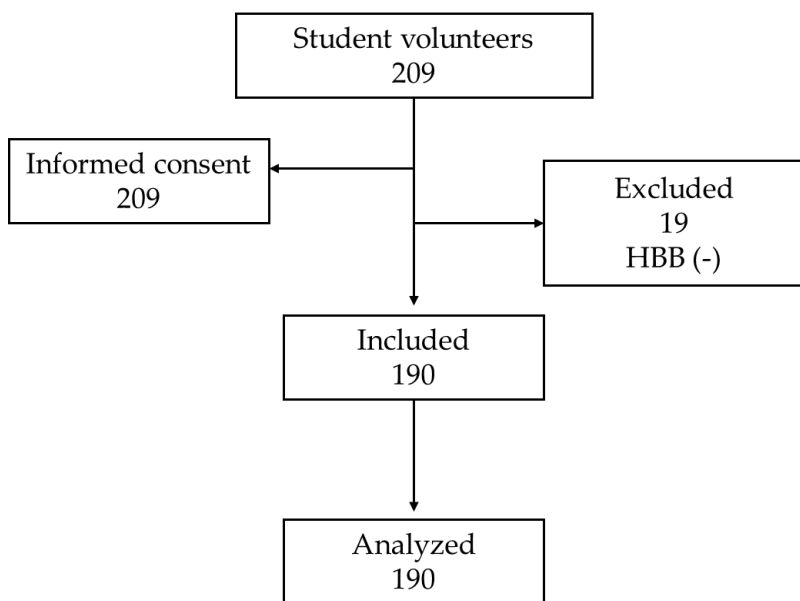 Student volunteers
209
Informed consent
209
Excluded
19
HBB (-)
Included
190
Analyzed
190